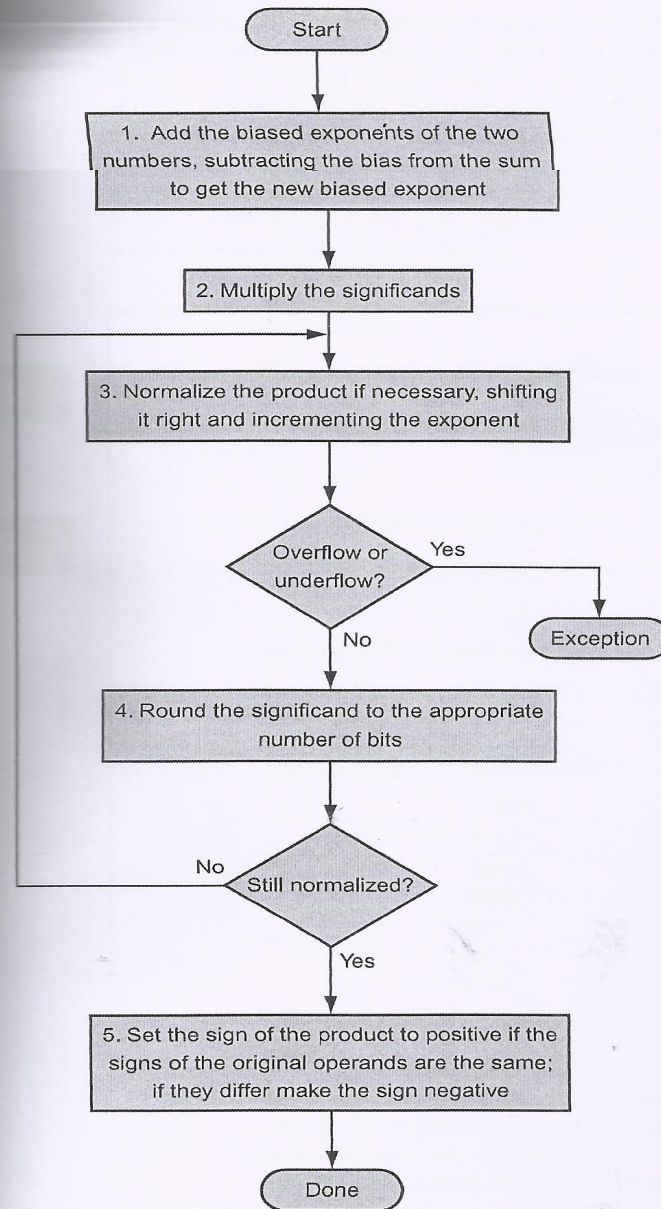 Start
1. Add the biased exponents of the two
numbers, subtracting the bias from the sum
to get the new biased exponent
2. Multiply the significands
3. Normalize the product if necessary, shifting
it right and incrementing the exponent
Overflow or
underflow?
Yes
Exception
No
4. Round the significand to the appropriate
number of bits
No
Still normalized?
Yes
5. Set the sign of the product to positive if the
signs of the original operands are the same;
if they differ make the sign negative
Done